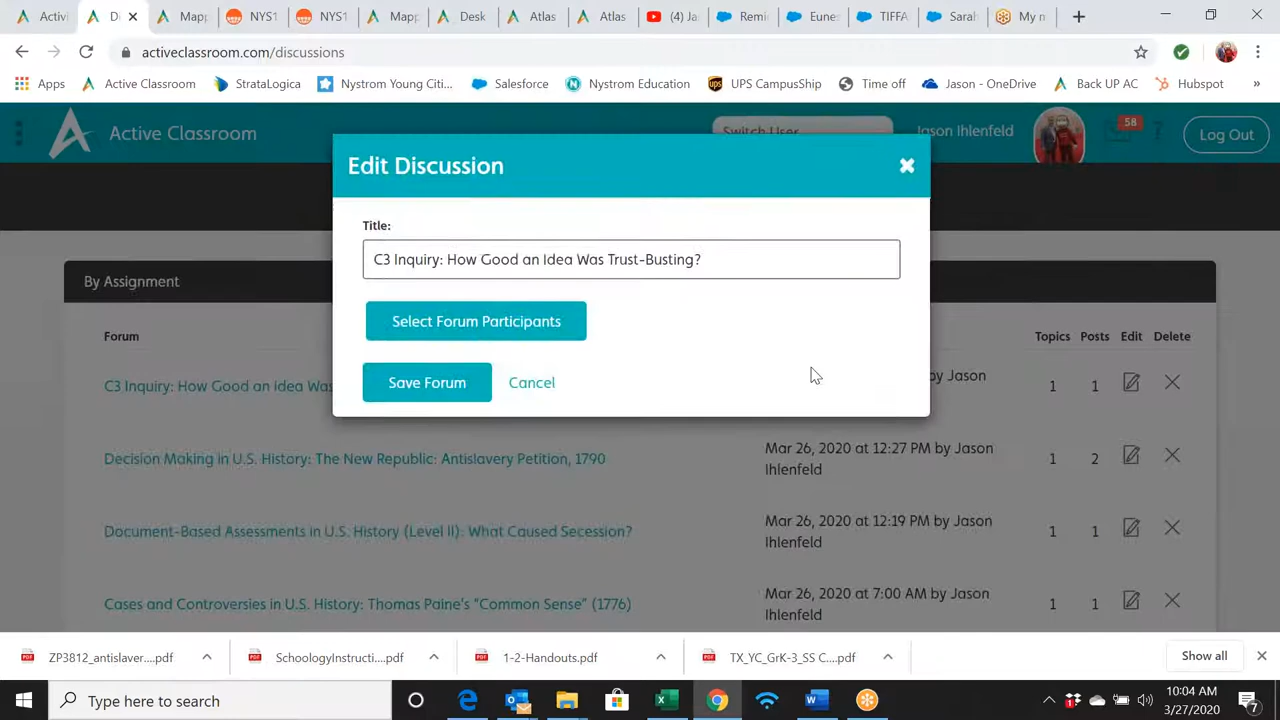 Activ
Di
Mapp
NYS1
NYS1
Mapp
Desk
Atlas
Atlas
(4) Ja
Remi
Eunes
TIFFA
Sarah
My n
activeclassroom.com/discussions
Apps
Active Classroom
StrataLogica
Nystrom Young Citi...
Salesforce
Nystrom Education
UPS CampusShip
Time off
Jason - OneDrive
Back UP AC
Hubspot
»
Active Classroom
Switch User
Jason Ihlenfeld
58
?
Log Out
Edit Discussion
Title:
C3 Inquiry: How Good an Idea Was Trust-Busting?
Select Forum Participants
Save Forum
Cancel
By Assignment
Forum
Topics
Posts
Edit
Delete
C3 Inquiry: How Good an idea Was
by Jason
1
1
Decision Making in U.S. History: The New Republic: Antislavery Petition, 1790
Mar 26, 2020 at 12:27 PM by Jason
Ihlenfeld
1
2
Document-Based Assessments in U.S. History (Level II): What Caused Secession?
Mar 26, 2020 at 12:19 PM by Jason
Ihlenfeld
1
1
Cases and Controversies in U.S. History: Thomas Paine's "Common Sense" (1776)
Mar 26, 2020 at 7:00 AM by Jason
Ihlenfeld
1
1
ZP3812_antislaver....pdf
SchoologyInstructi....pdf
1-2-Handouts.pdf
TX_YC_GrK-3_SS C....pdf
Show all
Type here to search
10:04 AM
3/27/2020
7